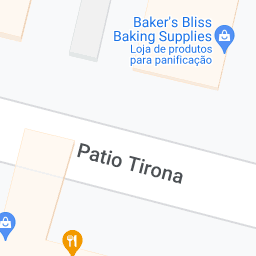 Baker's Bliss
Baking Supplies
Loja de produtos
para panificação
Patio Tirona